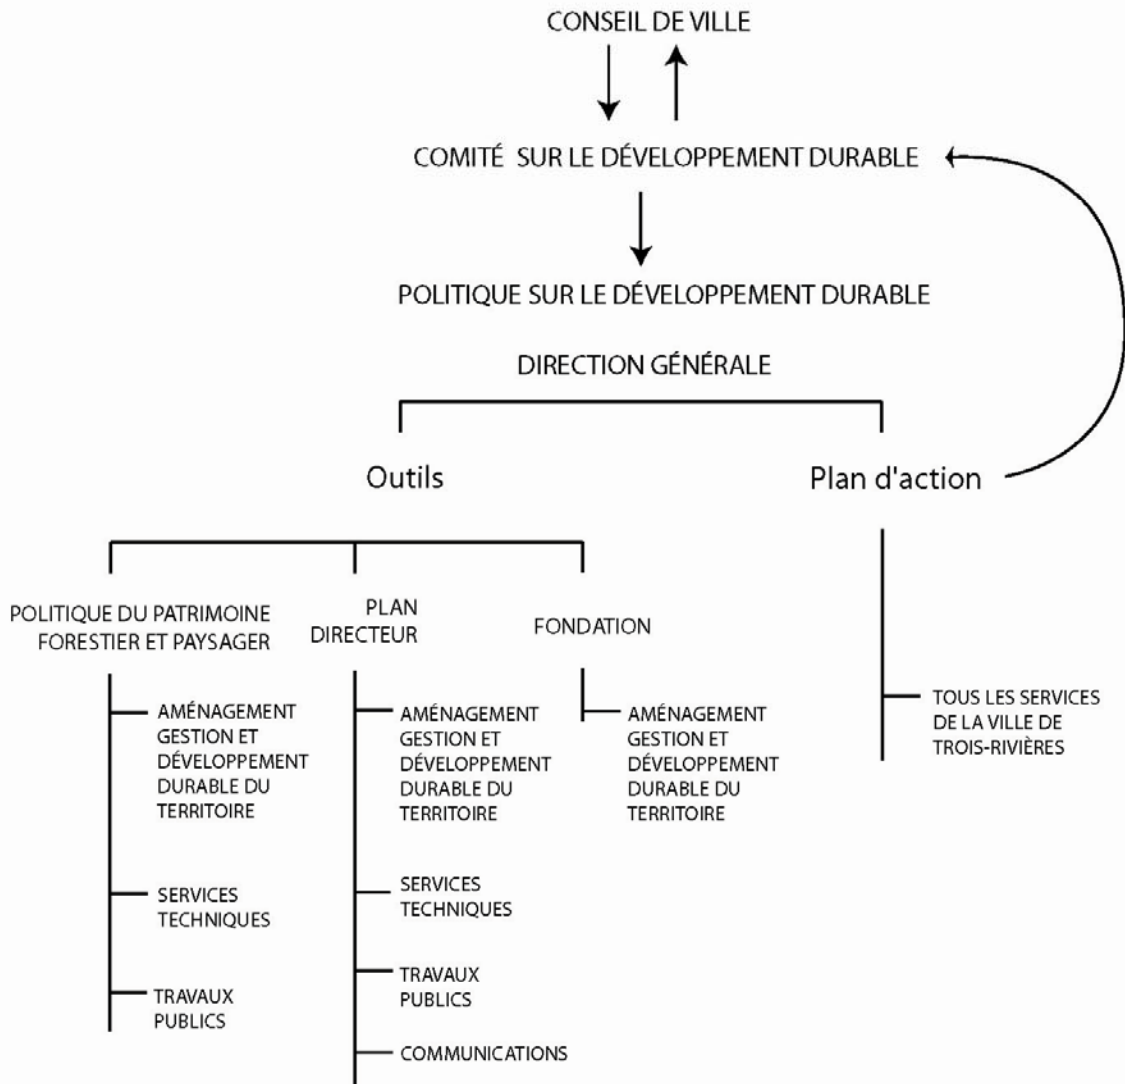 CONSEIL DE VILLE
COMITÉ SUR LE DÉVELOPPEMENT DURABLE
POLITIQUE SUR LE DÉVELOPPEMENT DURABLE
DIRECTION GÉNÉRALE
Outils
Plan d'action
POLITIQUE DU PATRIMOINE
FORESTIER ET PAYSAGER
AMÉNAGEMENT
GESTION ET
DÉVELOPPEMENT
DURABLE DU
TERRITOIRE
SERVICES
TECHNIQUES
TRAVAUX
PUBLICS
PLAN
DIRECTEUR
AMÉNAGEMENT
GESTION ET
DÉVELOPPEMENT
DURABLE DU
TERRITOIRE
SERVICES
TECHNIQUES
TRAVAUX
PUBLICS
COMMUNICATIONS
FONDATION
AMÉNAGEMENT
GESTION ET
DÉVELOPPEMENT
DURABLE DU
TERRITOIRE
TOUS LES SERVICES
DE LA VILLE DE
TROIS-RIVIÈRES